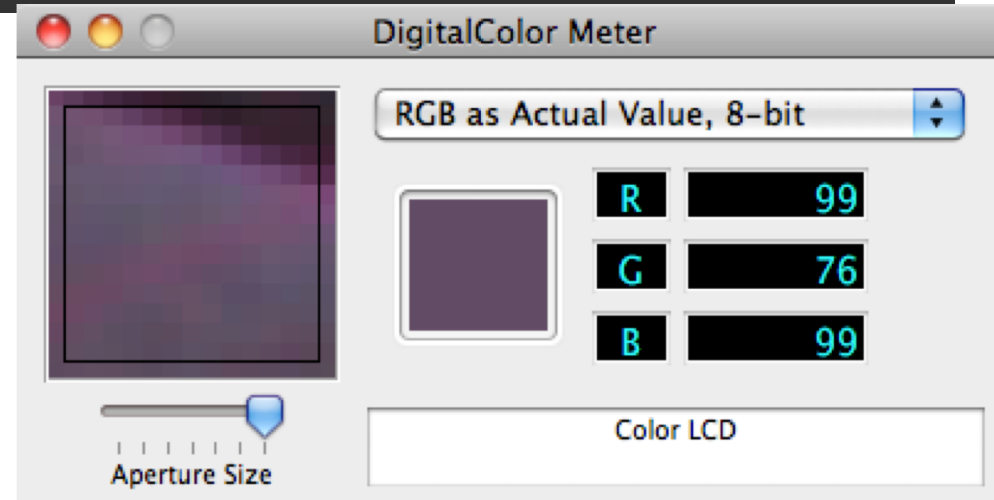 DigitalColor Meter
RGB as Actual Value, 8-bit
R 99
G 76
B 99
Color LCD
Aperture Size